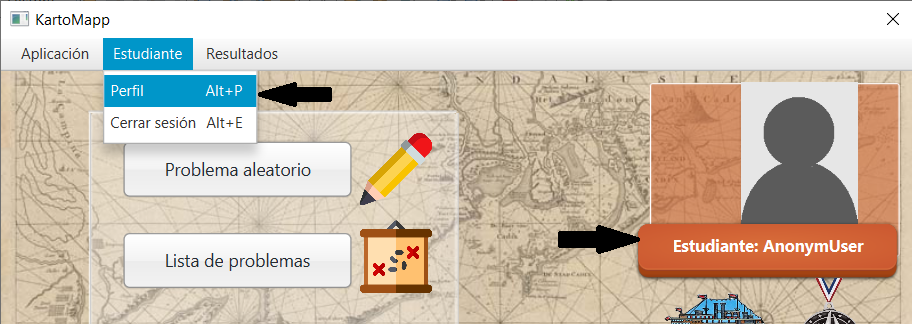 KartoMapp
Aplicación Estudiante Resultados
Perfil Alt+P
Cerrar sesión Alt+E
Problema aleatorio
Lista de problemas
Estudiante: AnonymUser